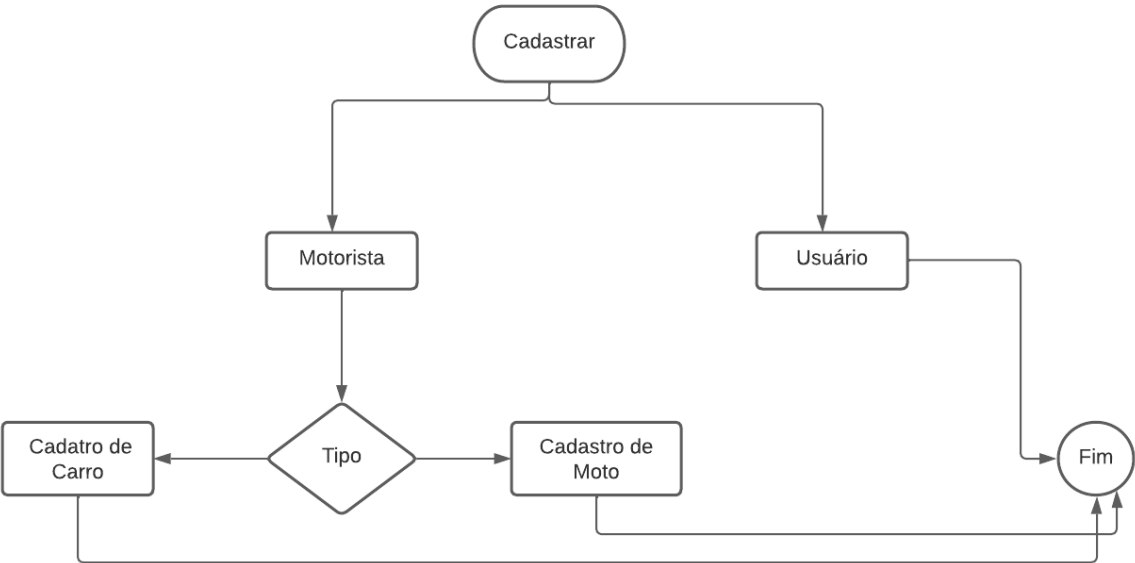 Cadastrar
Motorista
Usuário
Cadatro de
Carro
Tipo
Cadastro de
Moto
Fim